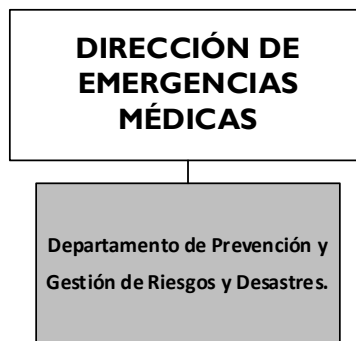 DIRECCIÓN DE
EMERGENCIAS
MÉDICAS
Departamento de Prevención y
Gestión de Riesgos y Desastres.